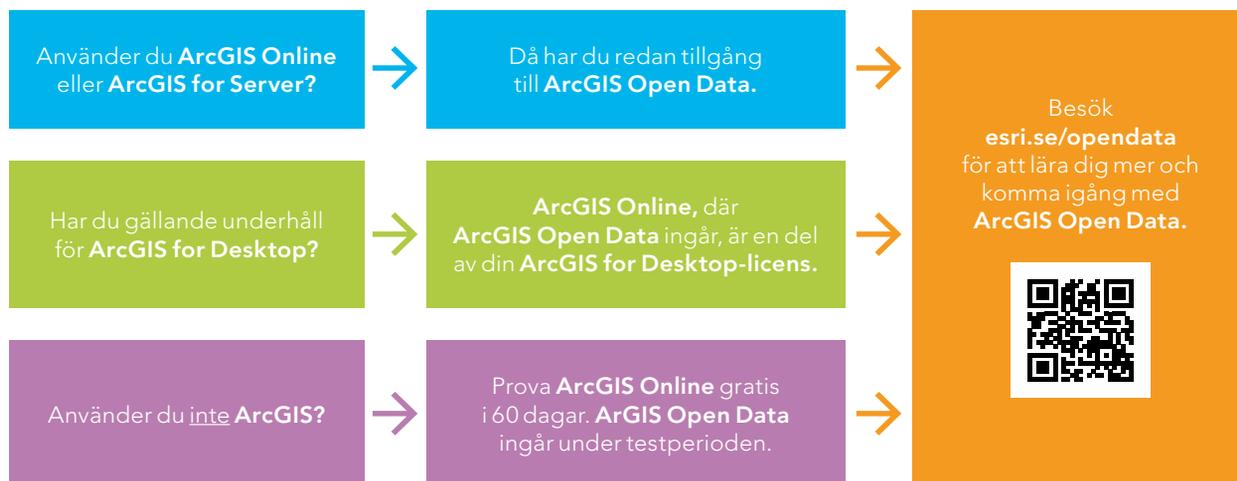 Använder du ArcGIS Online
eller ArcGIS for Server?
Då har du redan tillgång
till ArcGIS Open Data.
Har du gällande underhåll
för ArcGIS for Desktop?
ArcGIS Online, där
ArcGIS Open Data ingår, är en del
av din ArcGIS for Desktop-licens.
Använder du inte ArcGIS?
Prova ArcGIS Online gratis
i 60 dagar. ArGIS Open Data
ingår under testperioden.
Besök
esri.se/opendata
för att lära dig mer och
komma igång med
ArcGIS Open Data.